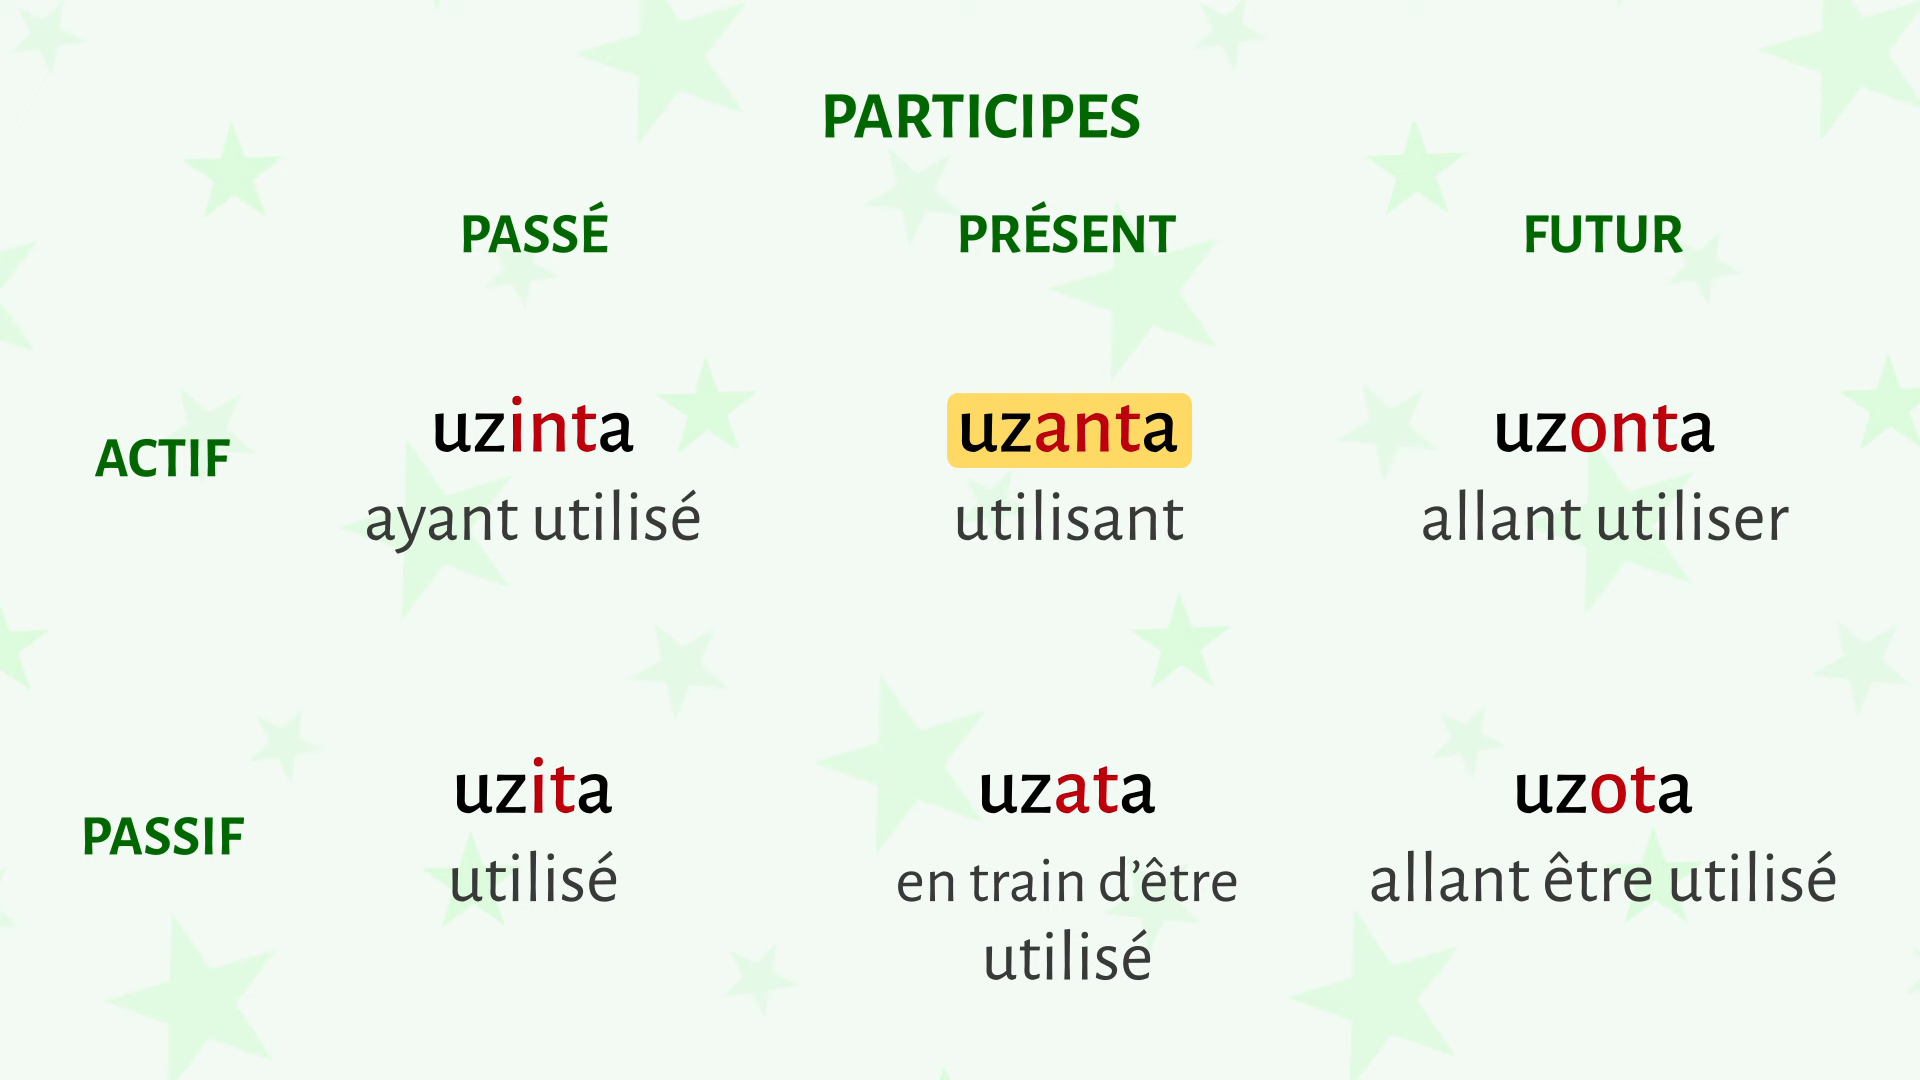 PARTICIPES
PASSÉ PRÉSENT FUTUR
ACTIF
uzinta uzanta uzonta
ayant utilisé utilisant allant utiliser
PASSIF
uzita uzata uzota
utilisé en train d’être allant être utilisé
utilisé